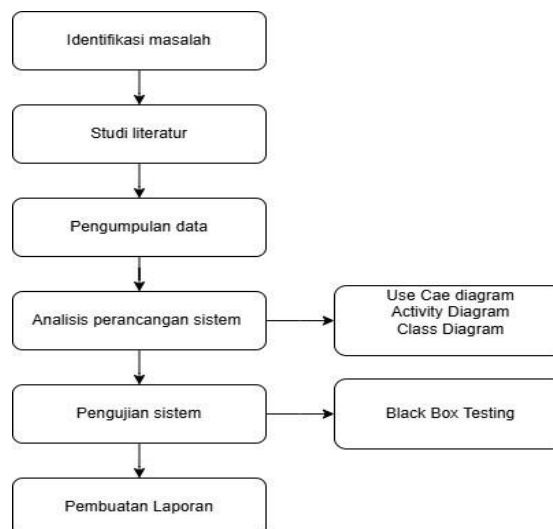 Identifikasi masalah
Studi literatur
Pengumpulan data
Analisis perancangan sistem
Use Cae diagram
Activity Diagram
Class Diagram
Pengujian sistem
Black Box Testing
Pembuatan Laporan